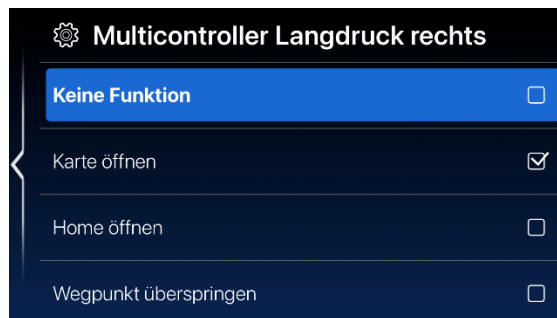 Multicontroller Langdruck rechts
Keine Funktion
Karte öffnen
Home öffnen
Wegpunkt überspringen